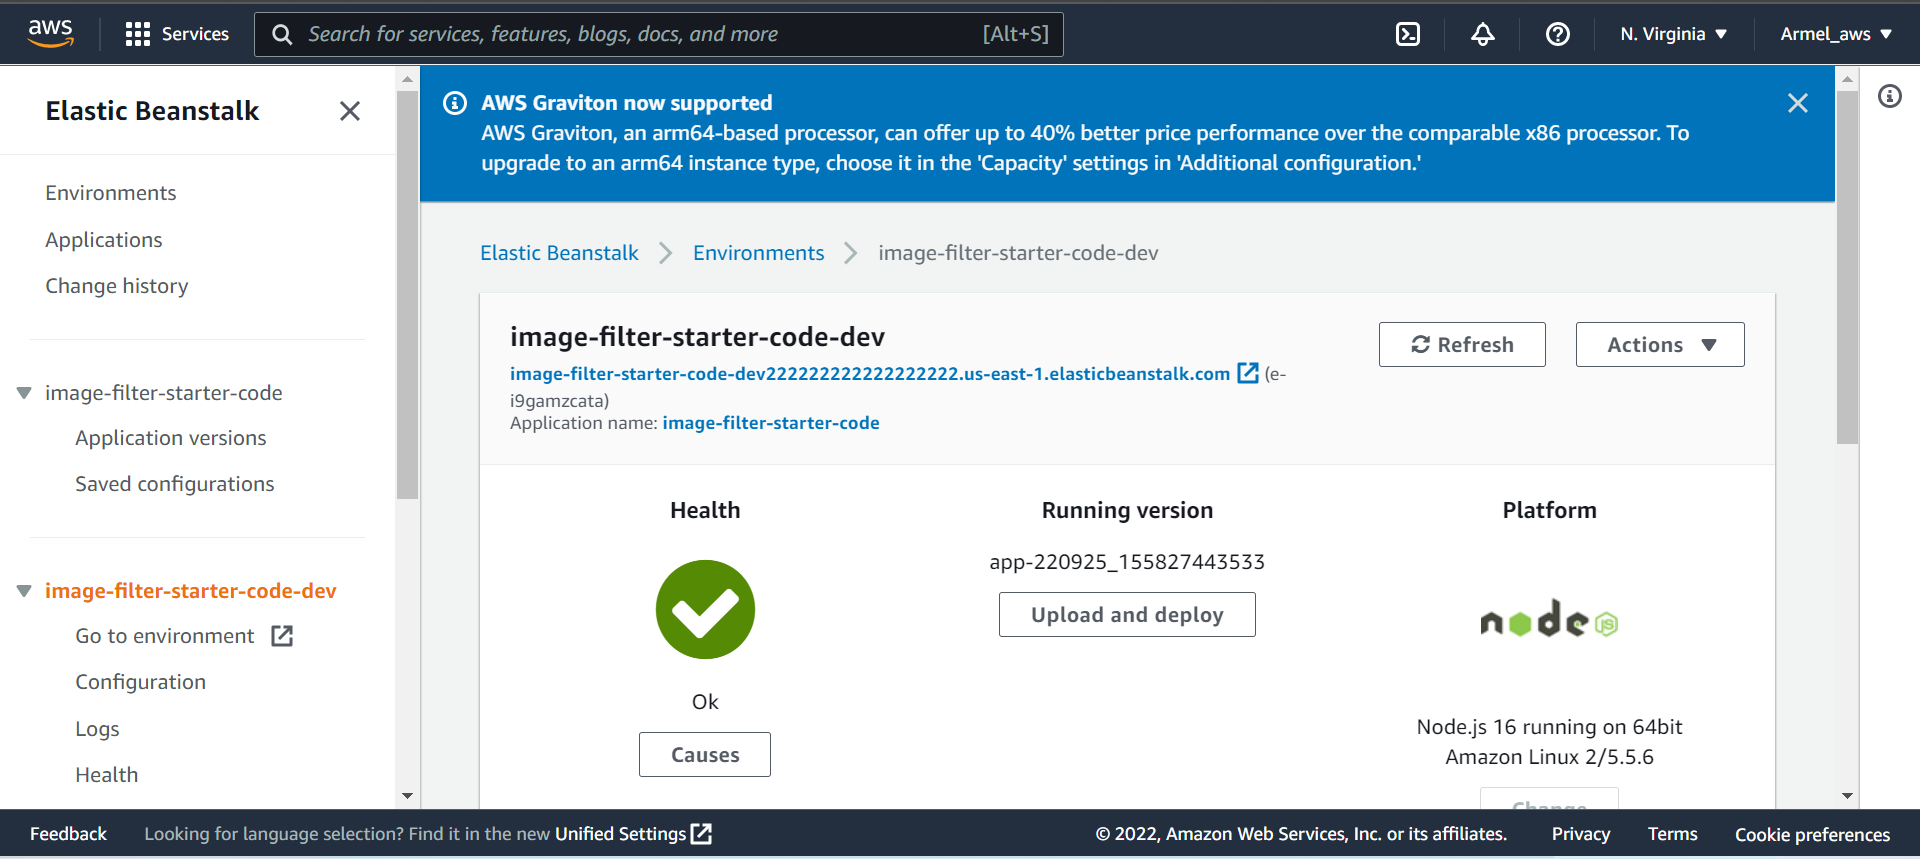 aws
Services
Search for services, features, blogs, docs, and more
[Alt+S]
N. Virginia
Armel_aws
Elastic Beanstalk
Environments
Applications
Change history
image-filter-starter-code
Application versions
Saved configurations
image-filter-starter-code-dev
Go to environment
Configuration
Logs
Health
AWS Graviton now supported
AWS Graviton, an arm64-based processor, can offer up to 40% better price performance over the comparable x86 processor. To
upgrade to an arm64 instance type, choose it in the 'Capacity' settings in 'Additional configuration.'
Elastic Beanstalk
Environments
image-filter-starter-code-dev
image-filter-starter-code-dev
Refresh
Actions
image-filter-starter-code-dev222222222222222222.us-east-1.elasticbeanstalk.com (e-
i9gamzcata)
Application name: image-filter-starter-code
Health
Ok
Causes
Running version
app-220925_155827443533
Upload and deploy
Platform
node JS
Node.js 16 running on 64bit
Amazon Linux 2/5.5.6
Change
Feedback
Looking for language selection? Find it in the new Unified Settings
© 2022, Amazon Web Services, Inc. or its affiliates.
Privacy
Terms
Cookie preferences